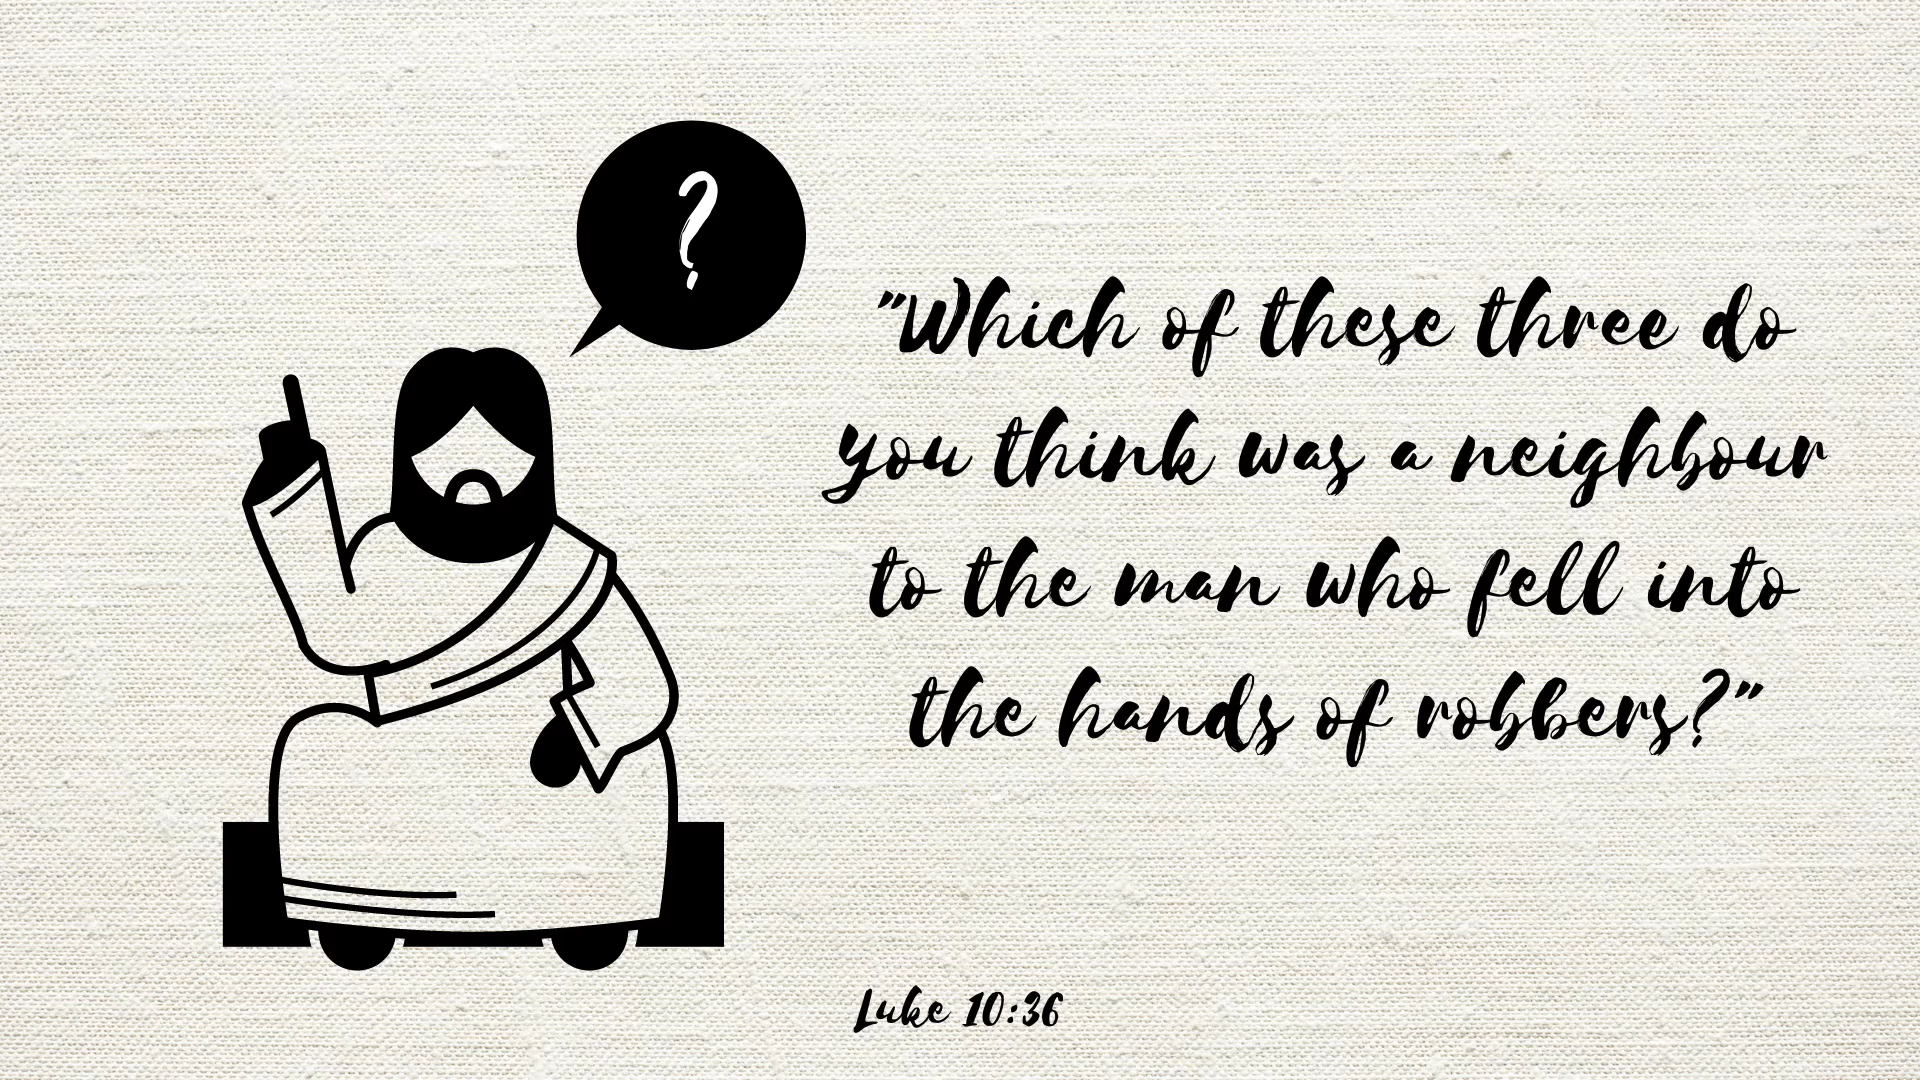 ?
"Which of these three do
you think was a neighbour
to the man who fell into
the hands of robbers?"
Luke 10:36